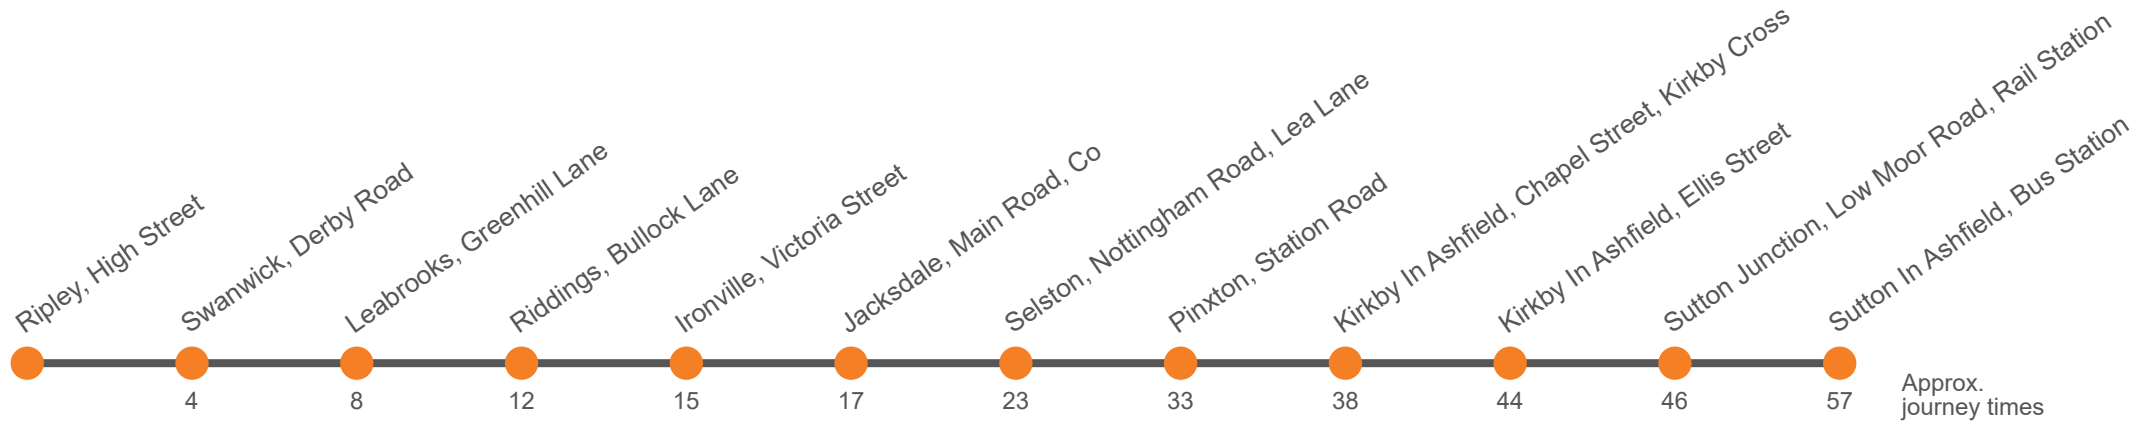 Ripley, High Street
Swanwick, Derby Road
Leabrooks, Greenhill Lane
Riddings, Bullock Lane
Ironville, Victoria Street
Jacksdale, Main Road, Co
Selston, Nottingham Road, Lea Lane
Pinxton, Station Road
Kirkby In Ashfield, Chapel Street, Kirkby Cross
Kirkby In Ashfield, Ellis Street
Sutton Junction, Low Moor Road, Rail Station
Sutton In Ashfield, Bus Station
4
8
12
15
17
23
33
38
44
46
57
Approx.
journey times